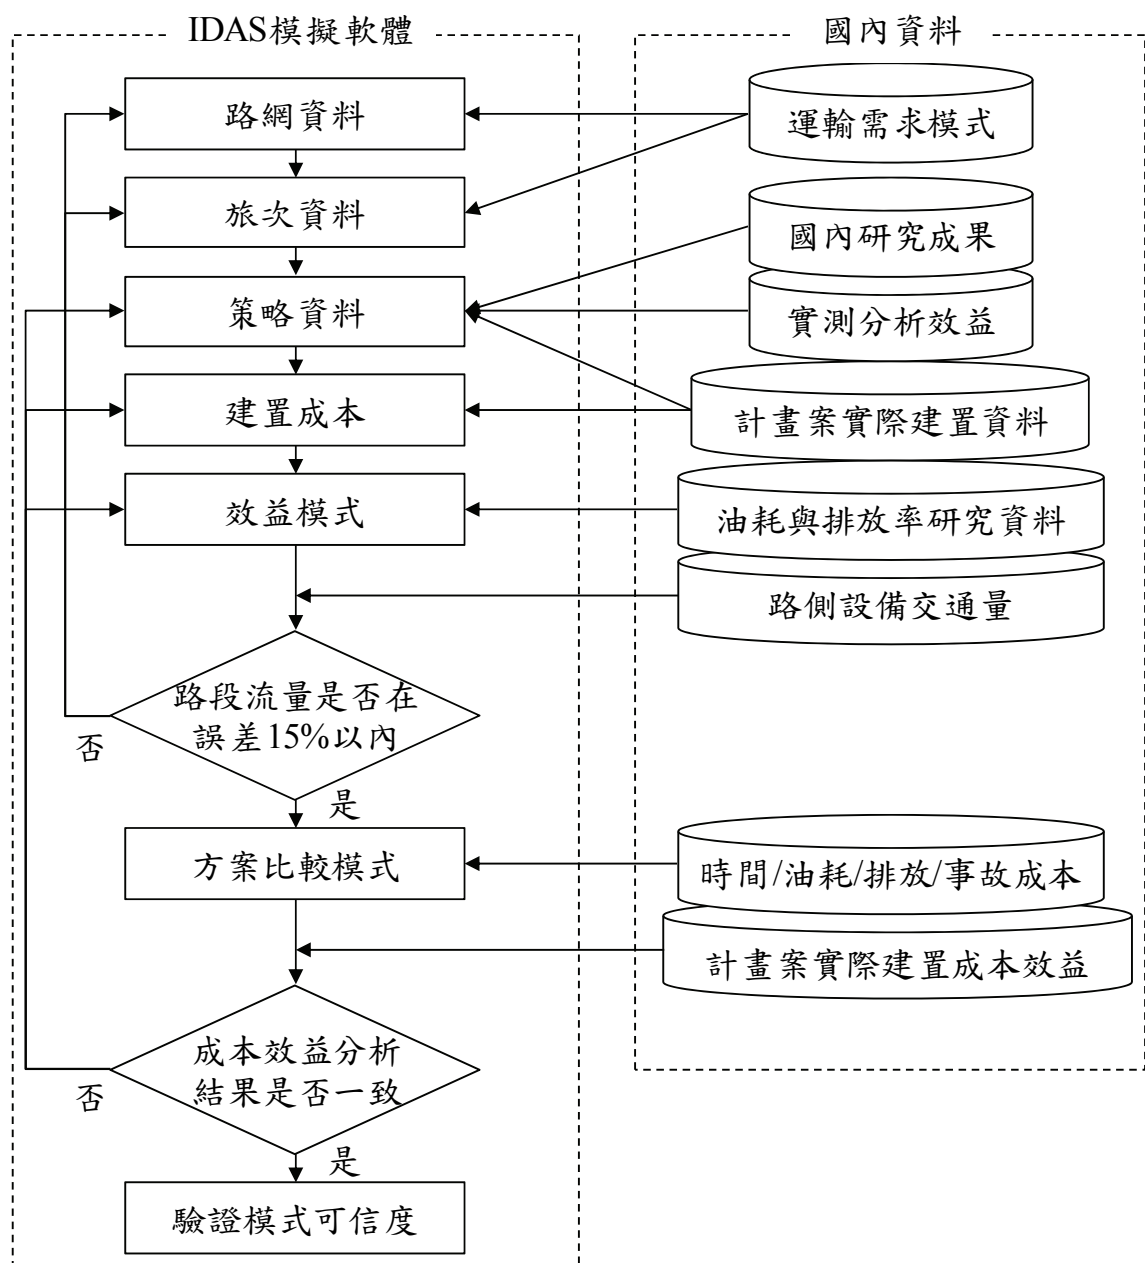 IDAS模擬軟體
國內資料
路網資料
運輸需求模式
旅次資料
國內研究成果
策略資料
實測分析效益
建置成本
計畫案實際建置資料
效益模式
油耗與排放率研究資料
路側設備交通量
路段流量是否在
誤差15%以內
否
是
方案比較模式
時間/油耗/排放/事故成本
計畫案實際建置成本效益
成本效益分析
結果是否一致
否
是
驗證模式可信度